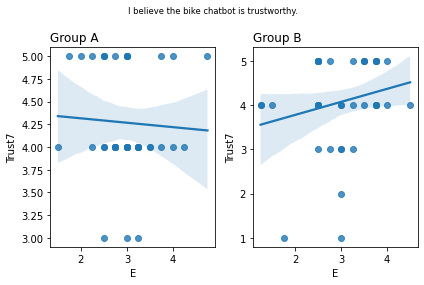 I believe the bike chatbot is trustworthy.
Group A
Group B
5.00
4.75
4.50
4.25
4.00
3.75
3.50
3.25
3.00
Trust7
2
3
4
E
5
4
3
2
1
Trust7
2
3
4
E